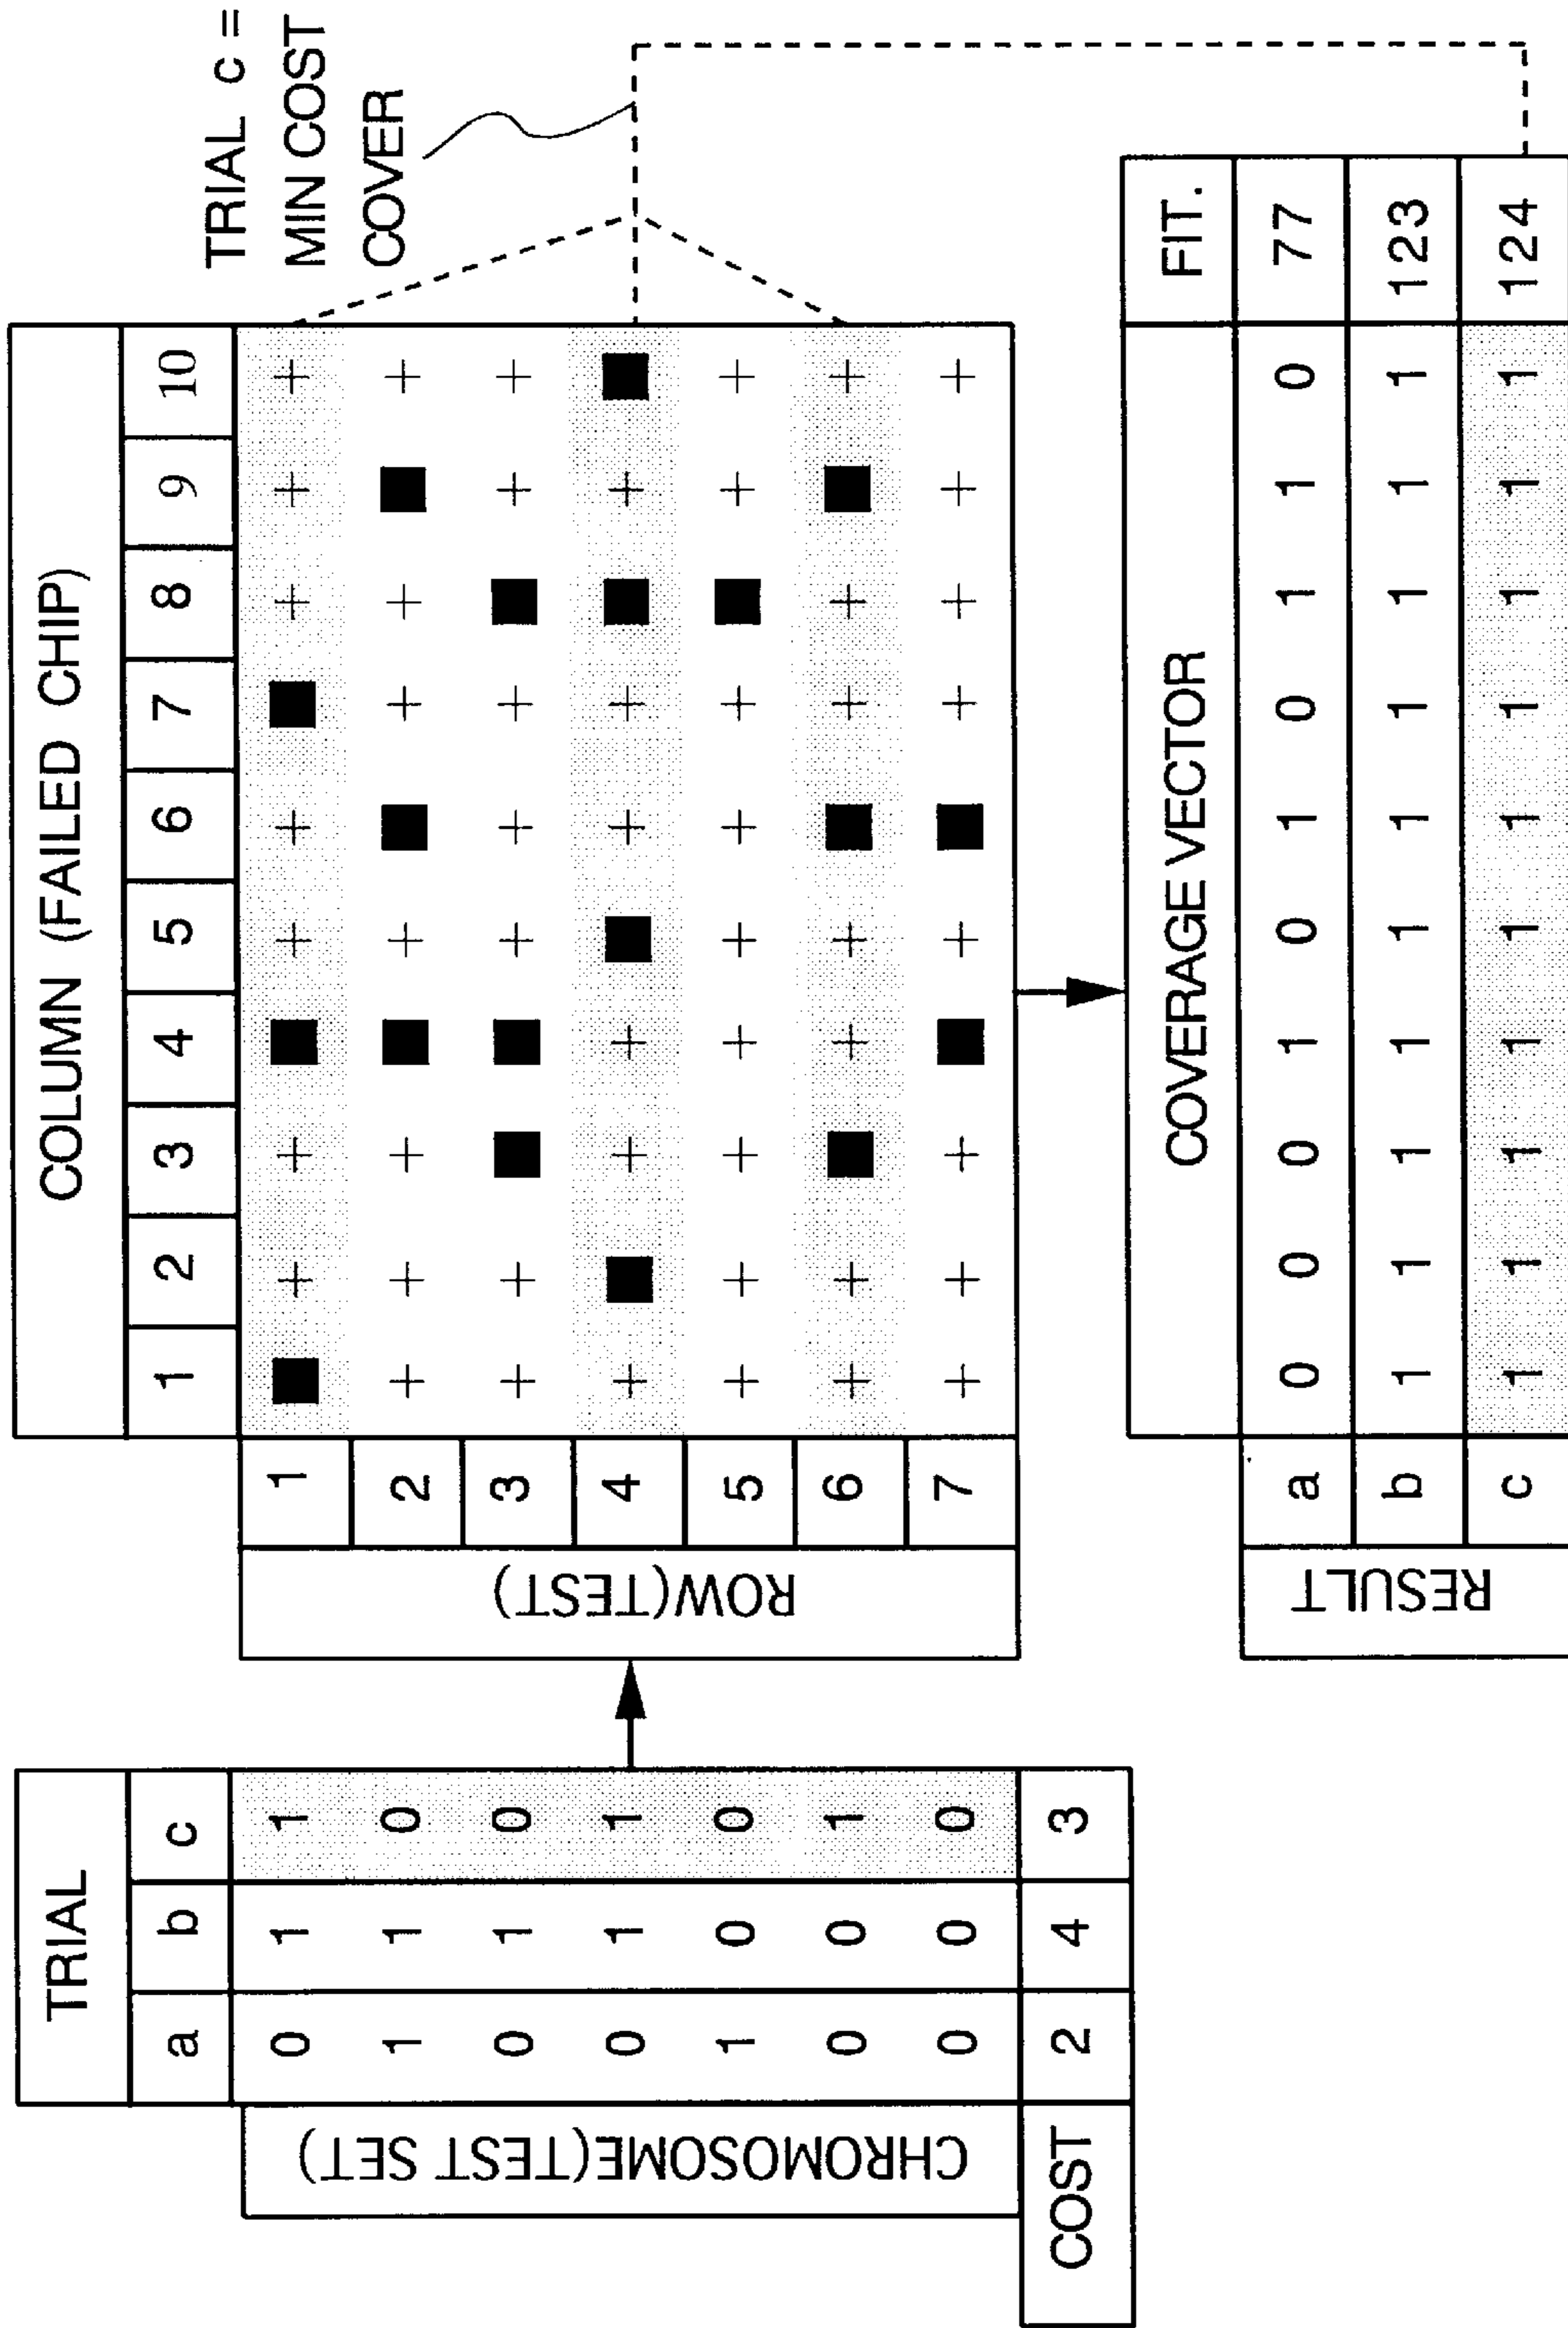 TRIAL
a b c
CHROMOSOME(TEST SET)
0 1 1
1 1 0
0 1 0
0 1 1
1 0 0
0 0 1
0 0 0
COST 2 4 3
COLUMN (FAILED CHIP)
1 2 3 4 5 6 7 8 9 10
ROW(TEST)
1
2
3
4
5
6
7
TRIAL c =
MIN COST
COVER
COVERAGE VECTOR FIT.
RESULT
a 0 0 0 1 0 1 0 1 1 0 77
b 1 1 1 1 1 1 1 1 1 1 123
c 1 1 1 1 1 1 1 1 1 1 124